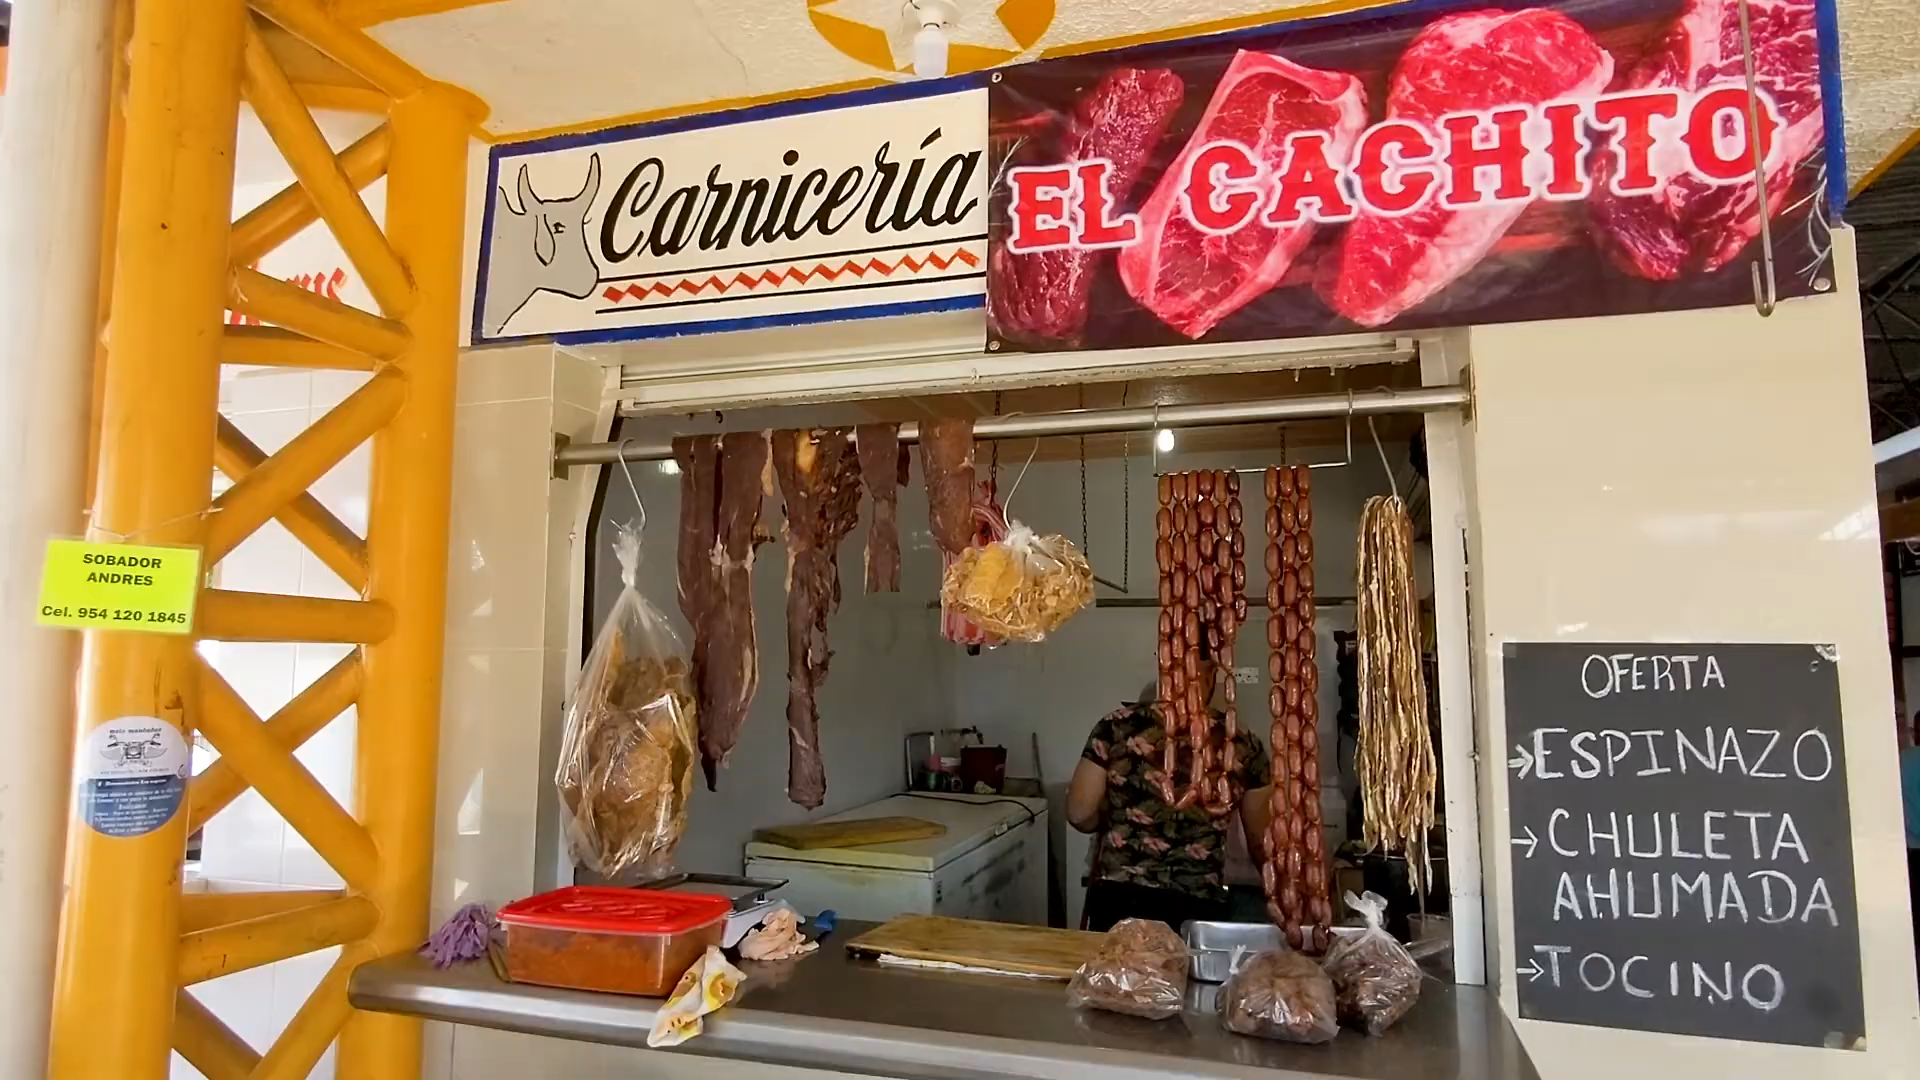 Carnicería
EL CACHITO
SOBADOR
ANDRES
Cel. 954 120 1845
OFERTA
→ESPINAZO
→CHULETA
AHUMADA
→TOCINO